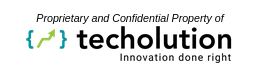 Proprietary and Confidential Property of
techolution
Innovation done right